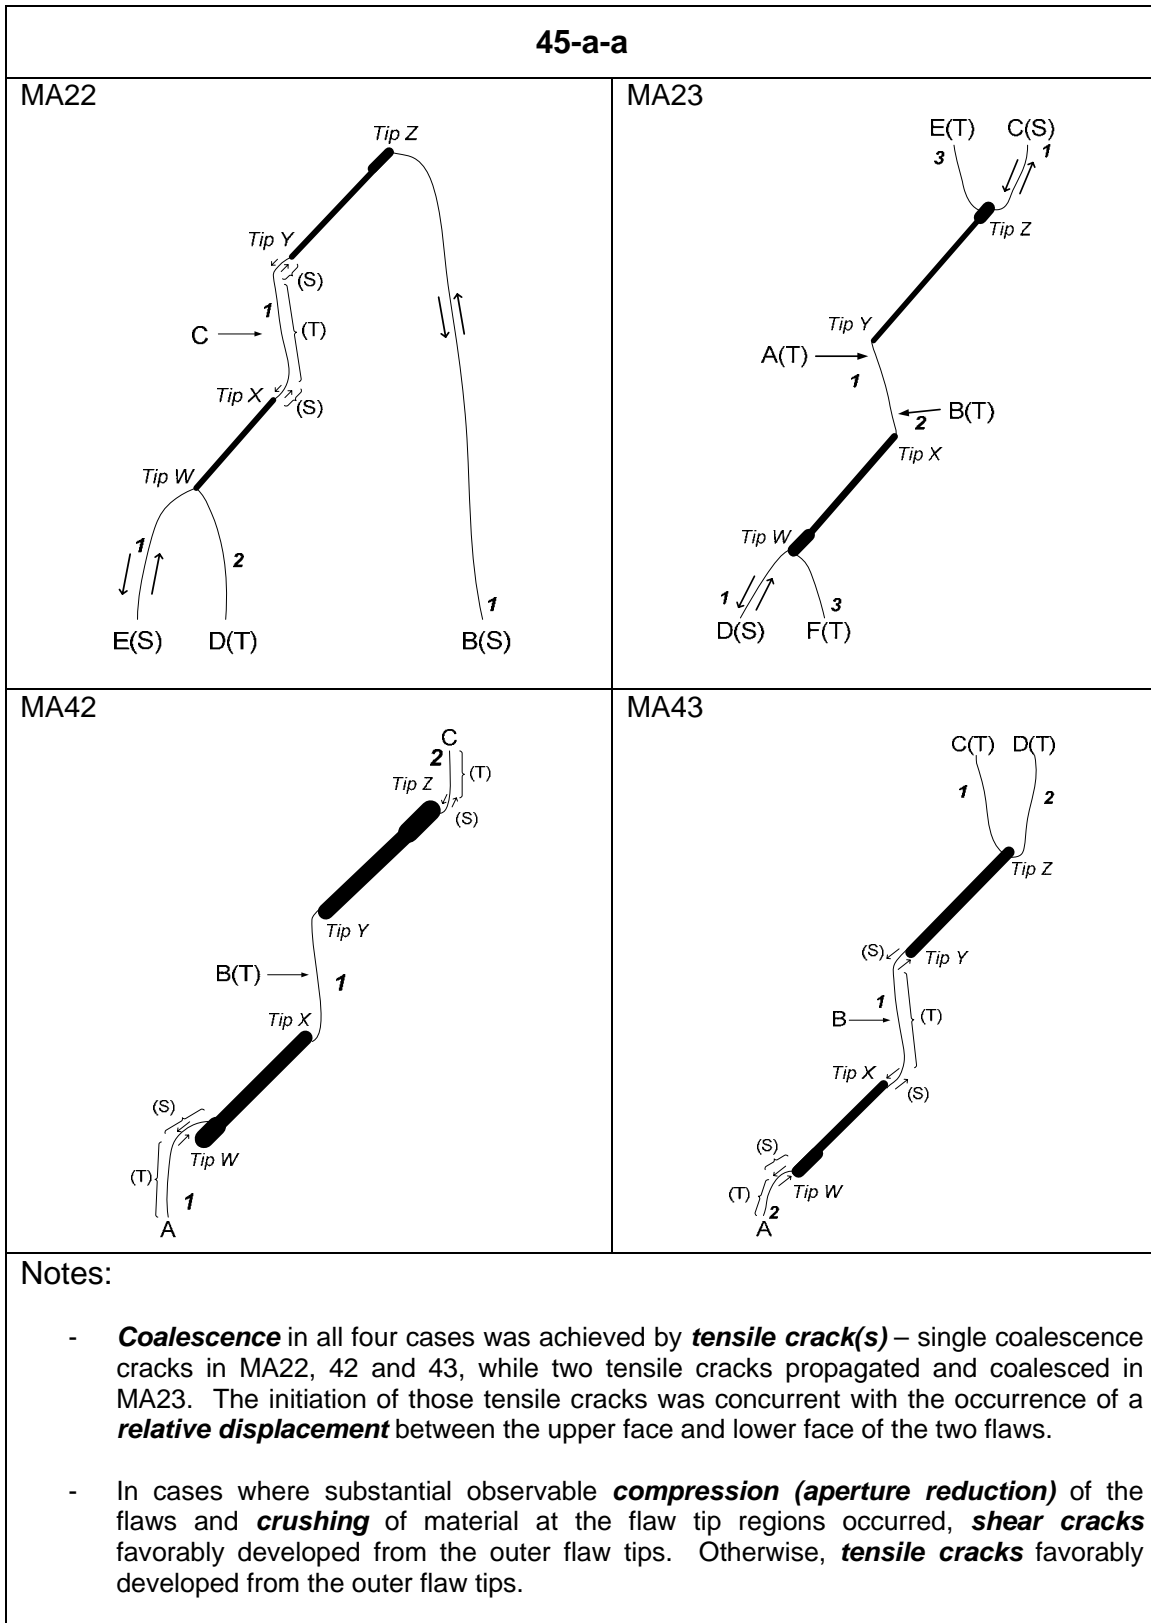 45-a-a
MA22
Tip Z
Tip Y
(S)
1
(T)
C
Tip X
(S)
Tip W
1
2
1
E(S) D(T) B(S)
MA23
E(T) C(S)
3 1
Tip Z
Tip Y
A(T)
1
B(T)
2
Tip X
Tip W
1 3
D(S) F(T)
MA42
C
2
(T)
Tip Z
(S)
Tip Y
B(T)
1
Tip X
(S)
Tip W
(T)
1
A
MA43
C(T) D(T)
1 2
Tip Z
(S)
Tip Y
1
B
(T)
Tip X
(S)
(S)
Tip W
(T)
2
A
Notes:
- Coalescence in all four cases was achieved by tensile crack(s) – single coalescence
cracks in MA22, 42 and 43, while two tensile cracks propagated and coalesced in
MA23. The initiation of those tensile cracks was concurrent with the occurrence of a
relative displacement between the upper face and lower face of the two flaws.
- In cases where substantial observable compression (aperture reduction) of the
flaws and crushing of material at the flaw tip regions occurred, shear cracks
favorably developed from the outer flaw tips. Otherwise, tensile cracks favorably
developed from the outer flaw tips.